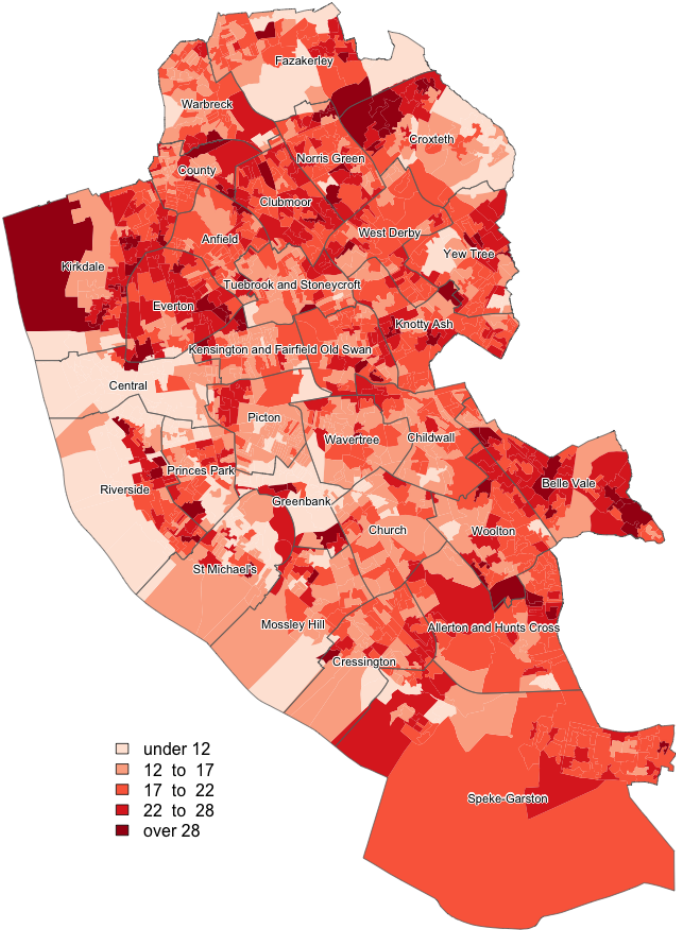 Fazakerley
Warbreck
Croxteth
Norris Green
County
Clubmoor
West Derby
Anfield
Yew Tree
Kirkdale
Tuebrook and Stoneycroft
Everton
Knotty Ash
Kensington and Fairfield Old Swan
Central
Picton
Wavertree
Childwall
Princes Park
Belle Vale
Riverside
Greenbank
Church
Woolton
St Michael's
Mossley Hill
Allerton and Hunts Cross
Cressington
under 12
12 to 17
17 to 22
22 to 28
over 28
Speke-Garston